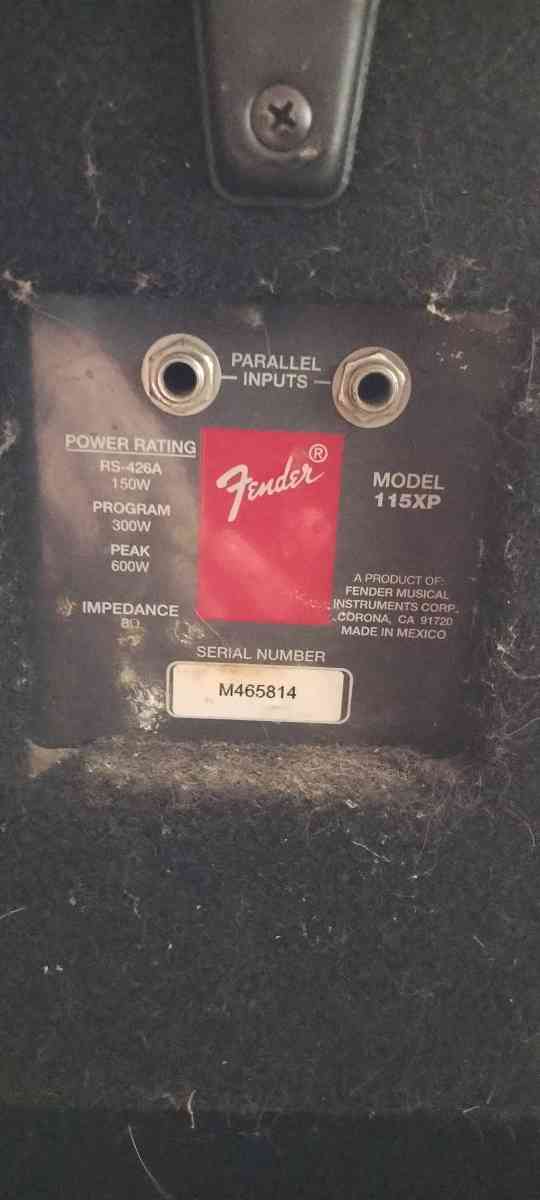 PARALLEL
INPUTS
POWER RATING
RS-426A
150W
PROGRAM
300W
PEAK
600W
IMPEDANCE
8Ω
Fender®
MODEL
115XP
A PRODUCT OF:
FENDER MUSICAL
INSTRUMENTS CORP.
CORONA, CA 91720
MADE IN MEXICO
SERIAL NUMBER
M465814